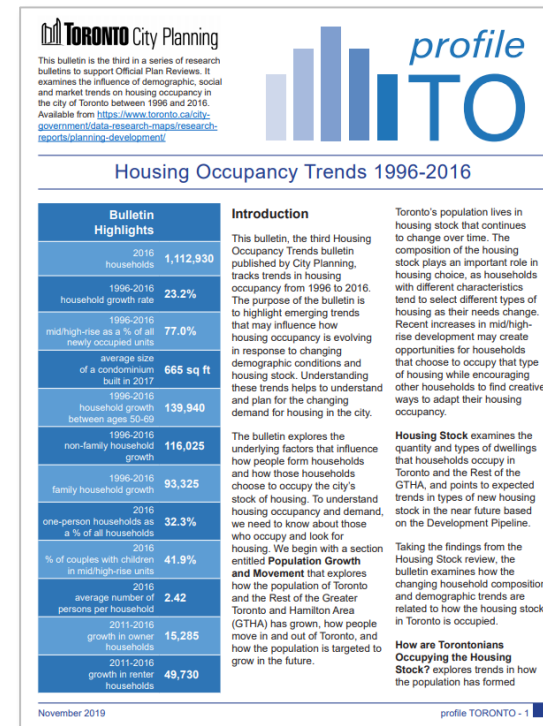 TORONTO City Planning
This bulletin is the third in a series of research
bulletins to support Official Plan Reviews. It
examines the influence of demographic, social
and market trends on housing occupancy in
the city of Toronto between 1996 and 2016.
Available from https://www.toronto.ca/city-
government/data-research-maps/research-
reports/planning-development/
profile
TO
Housing Occupancy Trends 1996-2016
Bulletin
Highlights
2016
households 1,112,930
1996-2016
household growth rate 23.2%
1996-2016
mid/high-rise as a % of all
newly occupied units 77.0%
average size
of a condominium
built in 2017 665 sq ft
1996-2016
household growth
between ages 50-69 139,940
1996-2016
non-family household
growth 116,025
1996-2016
family household growth 93,325
2016
one-person households as
a % of all households 32.3%
2016
% of couples with children
in mid/high-rise units 41.9%
2016
average number of
persons per household 2.42
2011-2016
growth in owner
households 15,285
2011-2016
growth in renter
households 49,730
Introduction
This bulletin, the third Housing
Occupancy Trends bulletin
published by City Planning,
tracks trends in housing
occupancy from 1996 to 2016.
The purpose of the bulletin is
to highlight emerging trends
that may influence how
housing occupancy is evolving
in response to changing
demographic conditions and
housing stock. Understanding
these trends helps to understand
and plan for the changing
demand for housing in the city.
The bulletin explores the
underlying factors that influence
how people form households
and how those households
choose to occupy the city's
stock of housing. To understand
housing occupancy and demand,
we need to know about those
who occupy and look for
housing. We begin with a section
entitled Population Growth
and Movement that explores
how the population of Toronto
and the Rest of the Greater
Toronto and Hamilton Area
(GTHA) has grown, how people
move in and out of Toronto, and
how the population is targeted to
grow in the future.
Toronto's population lives in
housing stock that continues
to change over time. The
composition of the housing
stock plays an important role in
housing choice, as households
with different characteristics
tend to select different types of
housing as their needs change.
Recent increases in mid/high-
rise development may create
opportunities for households
that choose to occupy that type
of housing while encouraging
other households to find creative
ways to adapt their housing
occupancy.
Housing Stock examines the
quantity and types of dwellings
that households occupy in
Toronto and the Rest of the
GTHA, and points to expected
trends in types of new housing
stock in the near future based
on the Development Pipeline.
Taking the findings from the
Housing Stock review, the
bulletin examines how the
changing household composition
and demographic trends are
related to how the housing stock
in Toronto is occupied.
How are Torontonians
Occupying the Housing
Stock? explores trends in how
the population has formed
November 2019
profile TORONTO - 1